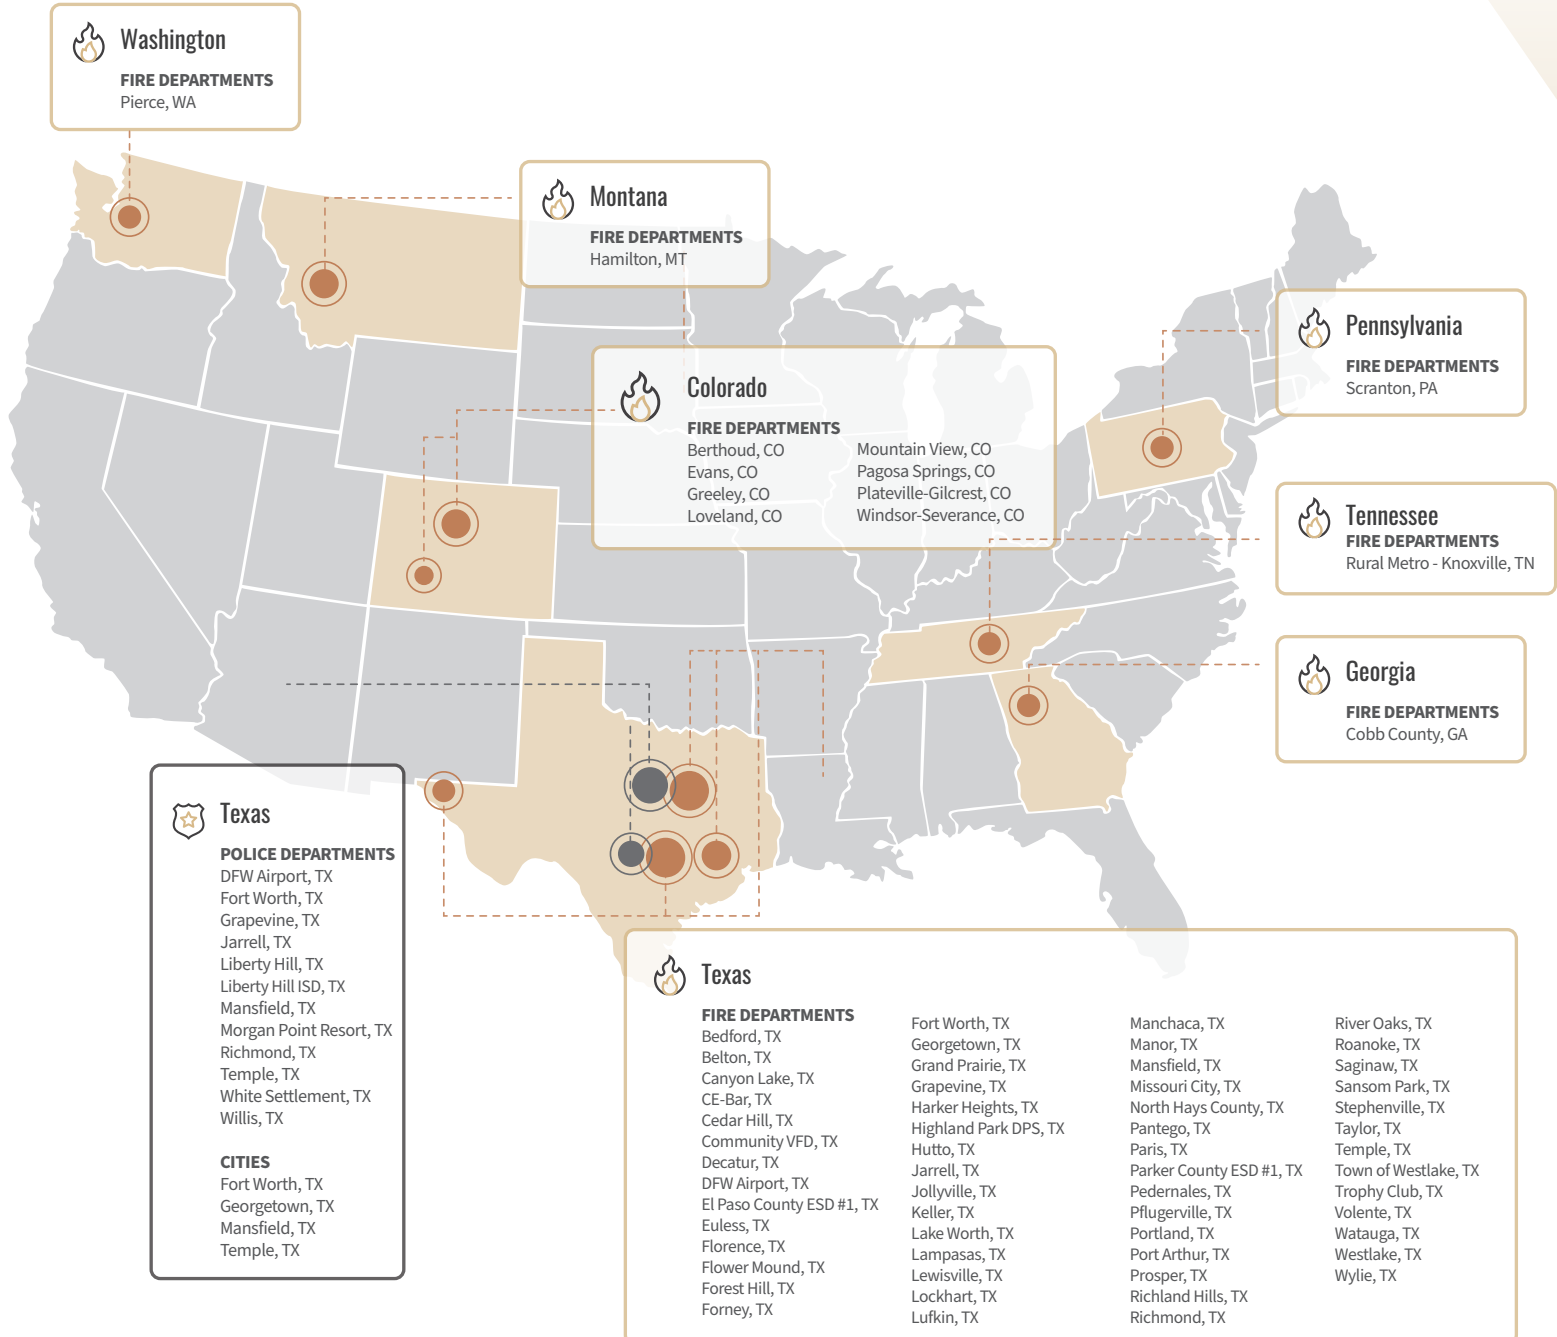 Washington
FIRE DEPARTMENTS
Pierce, WA
Montana
FIRE DEPARTMENTS
Hamilton, MT
Colorado
FIRE DEPARTMENTS
Berthoud, CO
Evans, CO
Greeley, CO
Loveland, CO
Mountain View, CO
Pagosa Springs, CO
Plateville-Gilcrest, CO
Windsor-Severance, CO
Pennsylvania
FIRE DEPARTMENTS
Scranton, PA
Tennessee
FIRE DEPARTMENTS
Rural Metro - Knoxville, TN
Georgia
FIRE DEPARTMENTS
Cobb County, GA
Texas
POLICE DEPARTMENTS
DFW Airport, TX
Fort Worth, TX
Grapevine, TX
Jarrell, TX
Liberty Hill, TX
Liberty Hill ISD, TX
Mansfield, TX
Morgan Point Resort, TX
Richmond, TX
Temple, TX
White Settlement, TX
Willis, TX
CITIES
Fort Worth, TX
Georgetown, TX
Mansfield, TX
Temple, TX
Texas
FIRE DEPARTMENTS
Bedford, TX
Belton, TX
Canyon Lake, TX
CE-Bar, TX
Cedar Hill, TX
Community VFD, TX
Decatur, TX
DFW Airport, TX
El Paso County ESD #1, TX
Euless, TX
Florence, TX
Flower Mound, TX
Forest Hill, TX
Forney, TX
Fort Worth, TX
Georgetown, TX
Grand Prairie, TX
Grapevine, TX
Harker Heights, TX
Highland Park DPS, TX
Hutto, TX
Jarrell, TX
Jollyville, TX
Keller, TX
Lake Worth, TX
Lampasas, TX
Lewisville, TX
Lockhart, TX
Lufkin, TX
Manchaca, TX
Manor, TX
Mansfield, TX
Missouri City, TX
North Hays County, TX
Pantego, TX
Paris, TX
Parker County ESD #1, TX
Pedernales, TX
Pflugerville, TX
Portland, TX
Port Arthur, TX
Prosper, TX
Richland Hills, TX
Richmond, TX
River Oaks, TX
Roanoke, TX
Saginaw, TX
Sansom Park, TX
Stephenville, TX
Taylor, TX
Temple, TX
Town of Westlake, TX
Trophy Club, TX
Volente, TX
Watauga, TX
Westlake, TX
Wylie, TX